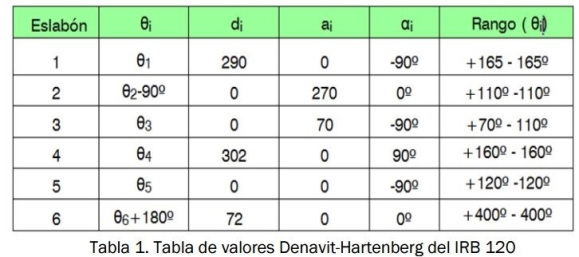 Eslabón θi di ai αi Rango ( θi)
1 θ1 290 0 -90º +165 - 165º
2 θ2-90º 0 270 0º +110º -110º
3 θ3 0 70 -90º +70º - 110º
4 θ4 302 0 90º +160º - 160º
5 θ5 0 0 -90º +120º -120º
6 θ6+180º 72 0 0º +400º - 400º
Tabla 1. Tabla de valores Denavit-Hartenberg del IRB 120